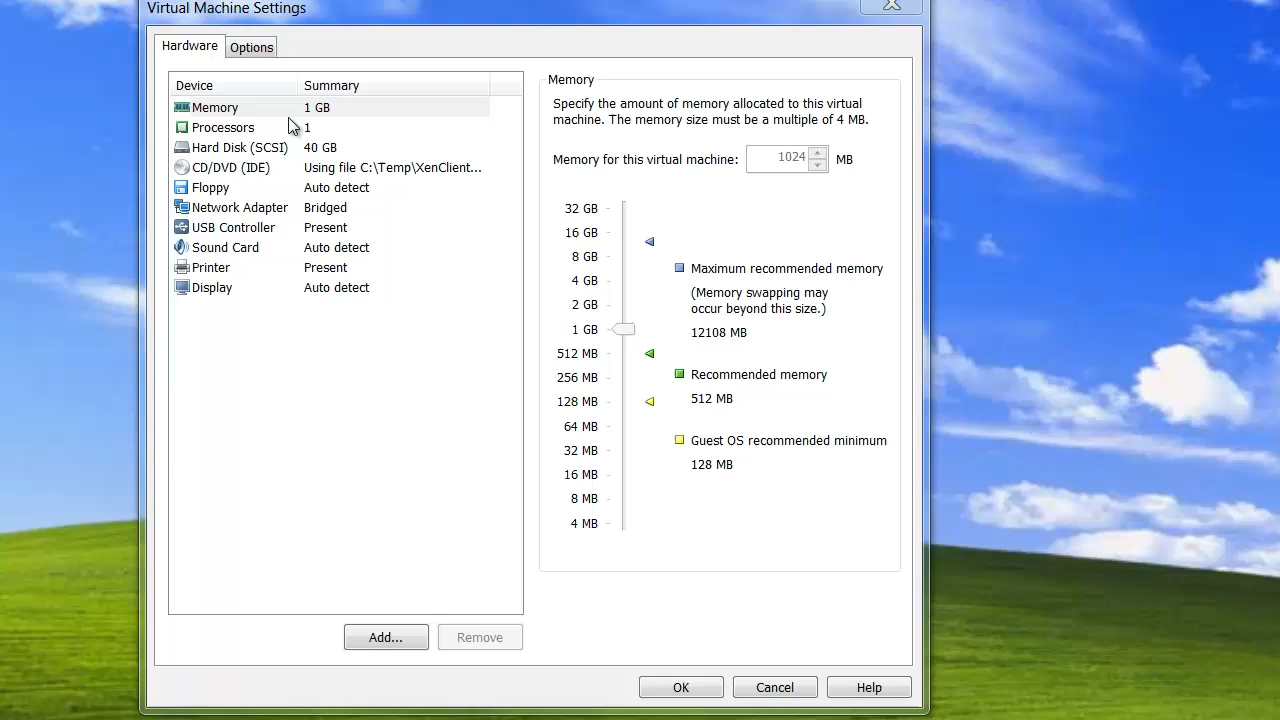 Virtual Machine Settings
Hardware
Options
Device Summary
Memory 1 GB
Processors 1
Hard Disk (SCSI) 40 GB
CD/DVD (IDE) Using file C:\Temp\XenClient...
Floppy Auto detect
Network Adapter Bridged
USB Controller Present
Sound Card Auto detect
Printer Present
Display Auto detect
Add...
Remove
Memory
Specify the amount of memory allocated to this virtual
machine. The memory size must be a multiple of 4 MB.
Memory for this virtual machine: 1024 MB
32 GB
16 GB
8 GB
4 GB
2 GB
1 GB
512 MB
256 MB
128 MB
64 MB
32 MB
16 MB
8 MB
4 MB
Maximum recommended memory
(Memory swapping may
occur beyond this size.)
12108 MB
Recommended memory
512 MB
Guest OS recommended minimum
128 MB
OK
Cancel
Help